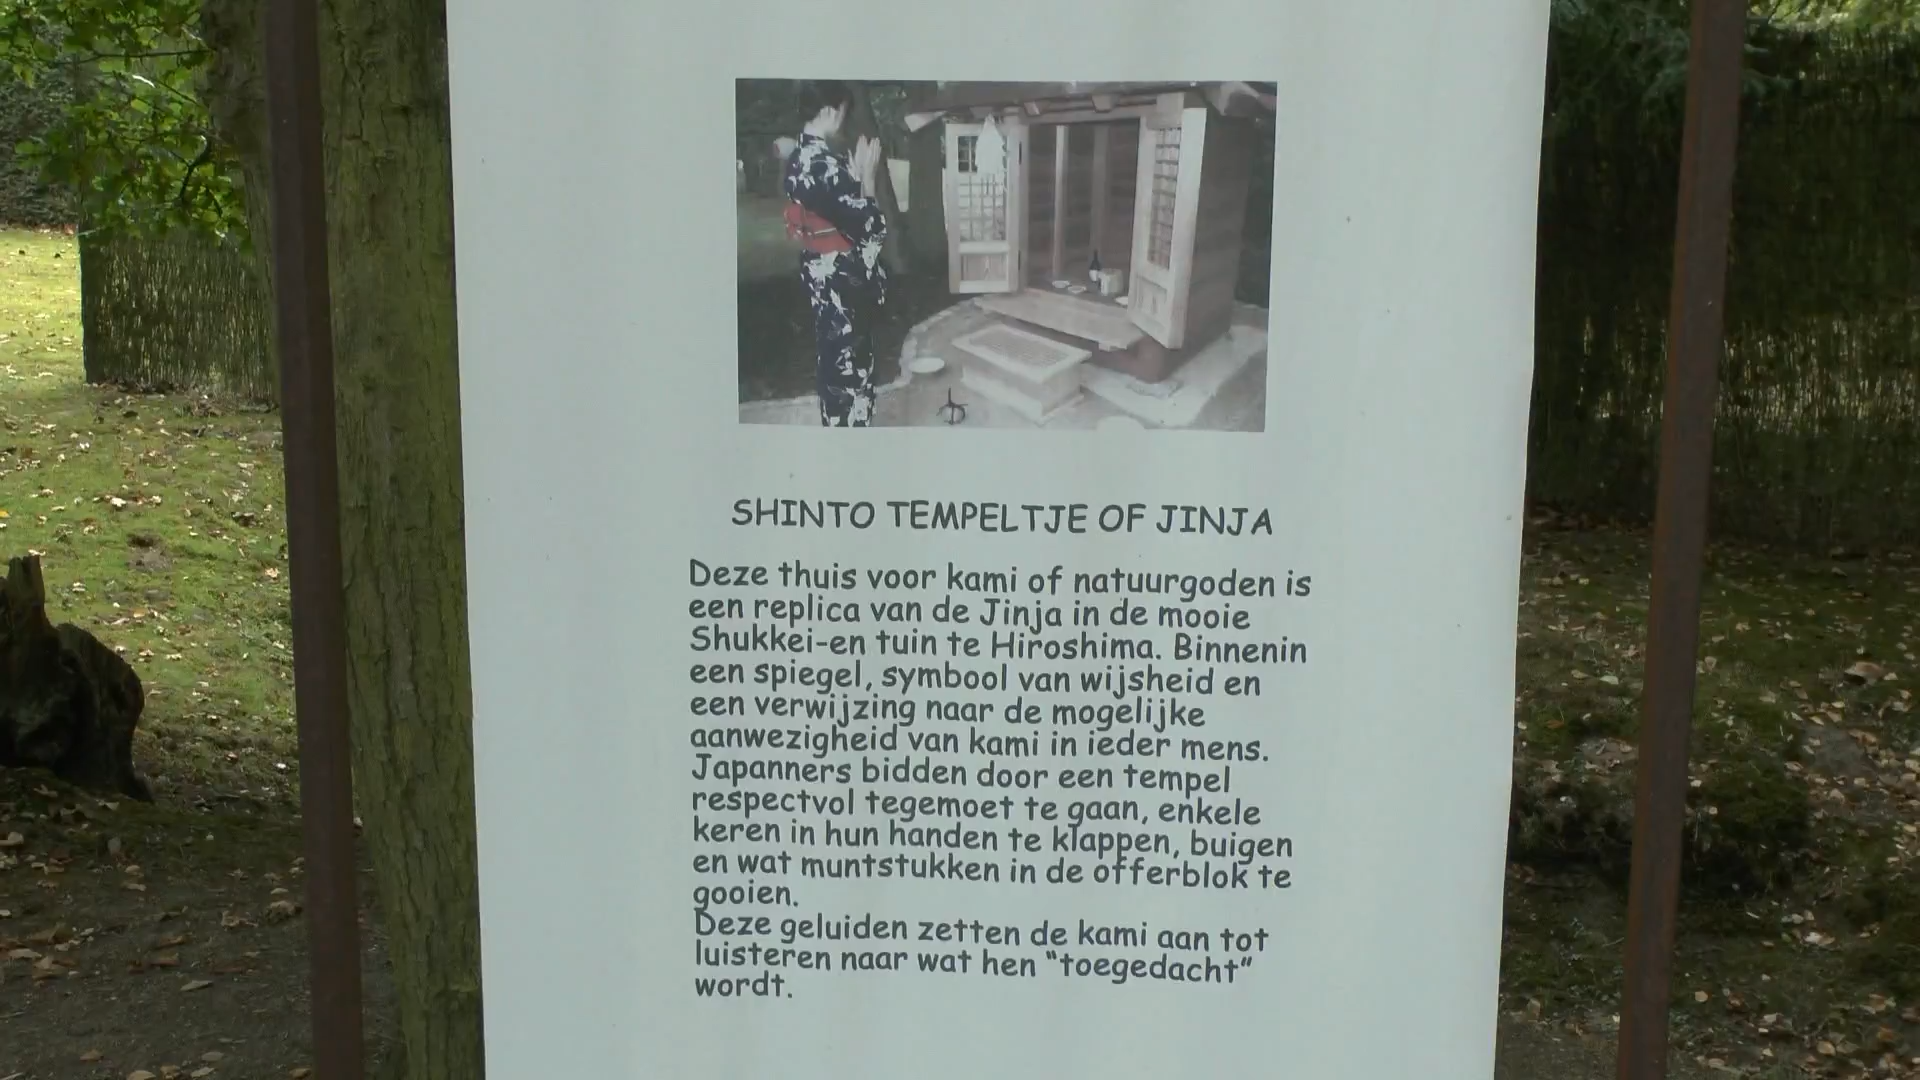 SHINTO TEMPELTJE OF JINJA
Deze thuis voor kami of natuurgoden is
een replica van de Jinja in de mooie
Shukkei-en tuin te Hiroshima. Binnenin
een spiegel, symbool van wijsheid en
een verwijzing naar de mogelijke
aanwezigheid van kami in ieder mens.
Japanners bidden door een tempel
respectvol tegemoet te gaan, enkele
keren in hun handen te klappen, buigen
en wat muntstukken in de offerblok te
gooien.
Deze geluiden zetten de kami aan tot
luisteren naar wat hen "toegedacht"
wordt.